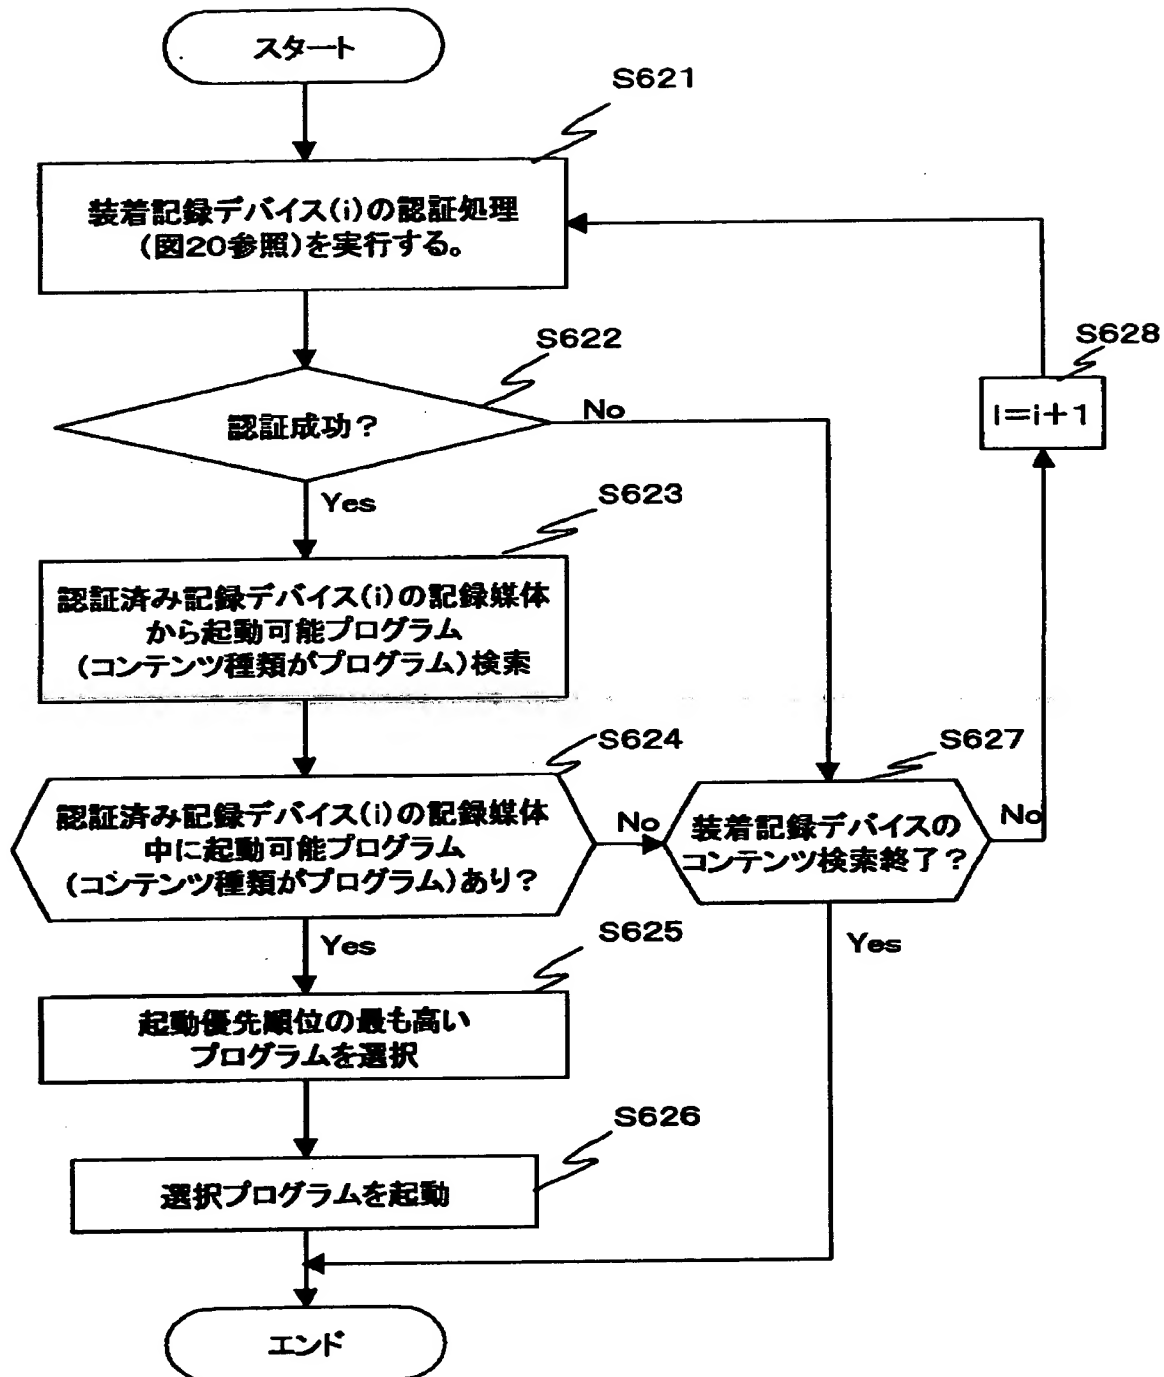 スタート
S621
装着記録デバイス(i)の認証処理
(図20参照)を実行する。
S622
認証成功?
No
Yes
S628
i=i+1
S623
認証済み記録デバイス(i)の記録媒体
から起動可能プログラム
(コンテンツ種類がプログラム)検索
S624
認証済み記録デバイス(i)の記録媒体
中に起動可能プログラム
(コンテンツ種類がプログラム)あり?
No
S627
装着記録デバイスの
コンテンツ検索終了?
No
Yes
Yes
S625
起動優先順位の最も高い
プログラムを選択
S626
選択プログラムを起動
エンド